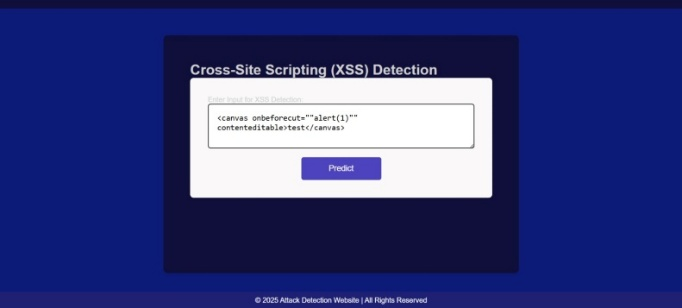 Cross-Site Scripting (XSS) Detection
Enter Input for XSS Detection
<canvas onbeforecut=""alert(1)""
contenteditable>test</canvas>
Predict
© 2025 Attack Detection Website | All Rights Reserved